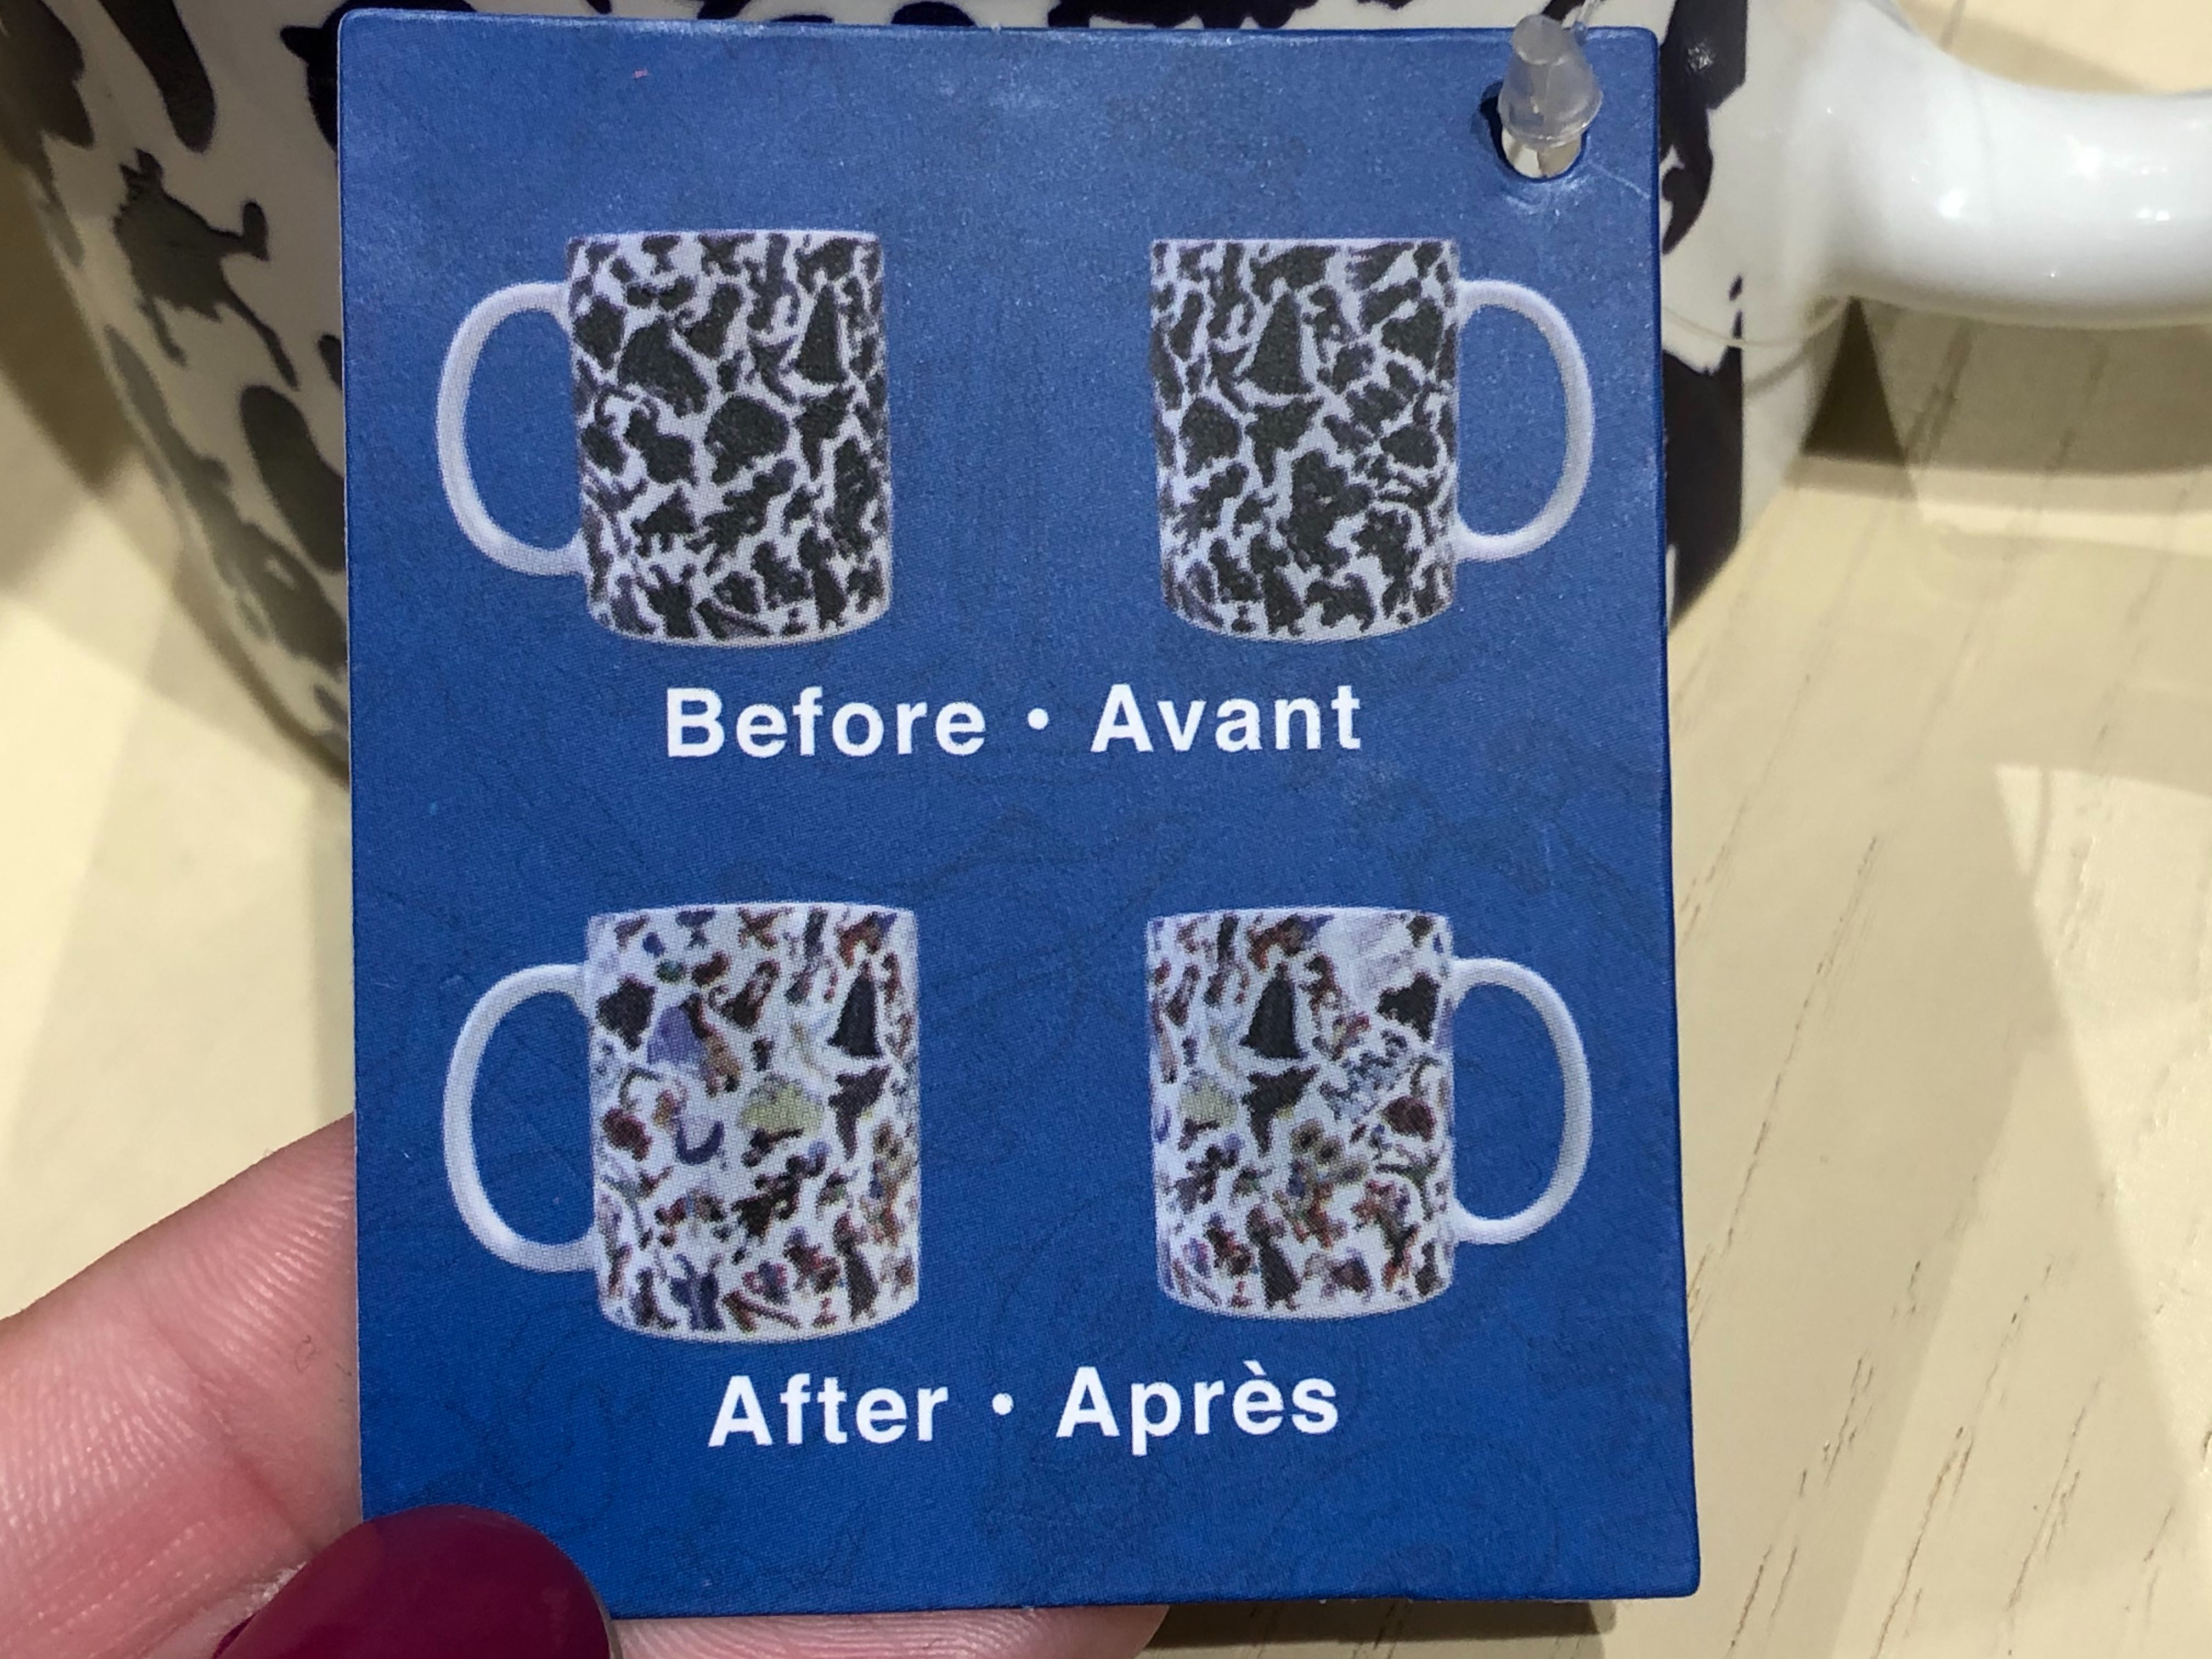 Before • Avant
After • Après